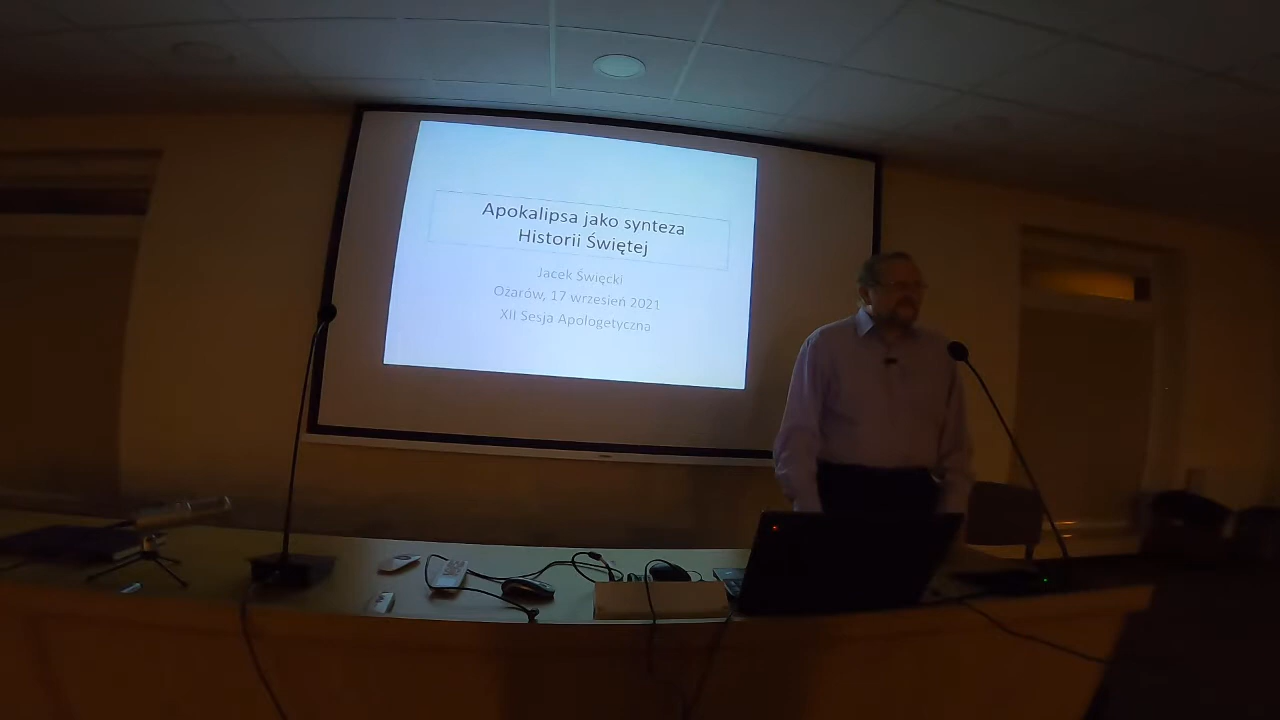 Apokalipsa jako synteza
Historii Świętej
Jacek Święcki
Ożarów, 17 wrzesień 2021
XII Sesja Apologetyczna